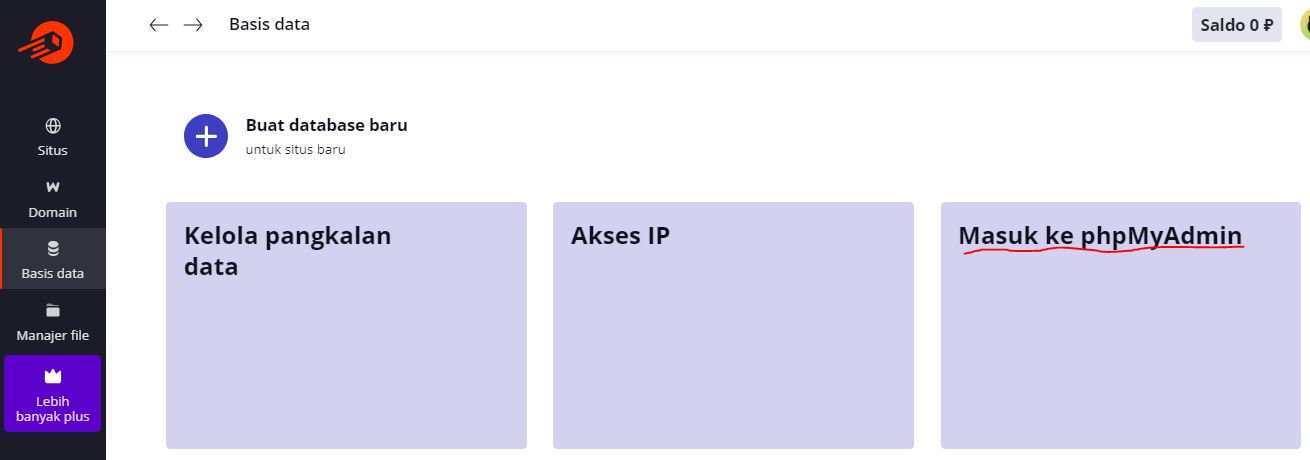 Basis data
Saldo 0 ₽
Situs
Domain
Basis data
Manajer file
Lebih
banyak plus
Buat database baru
untuk situs baru
Kelola pangkalan
data
Akses IP
Masuk ke phpMyAdmin